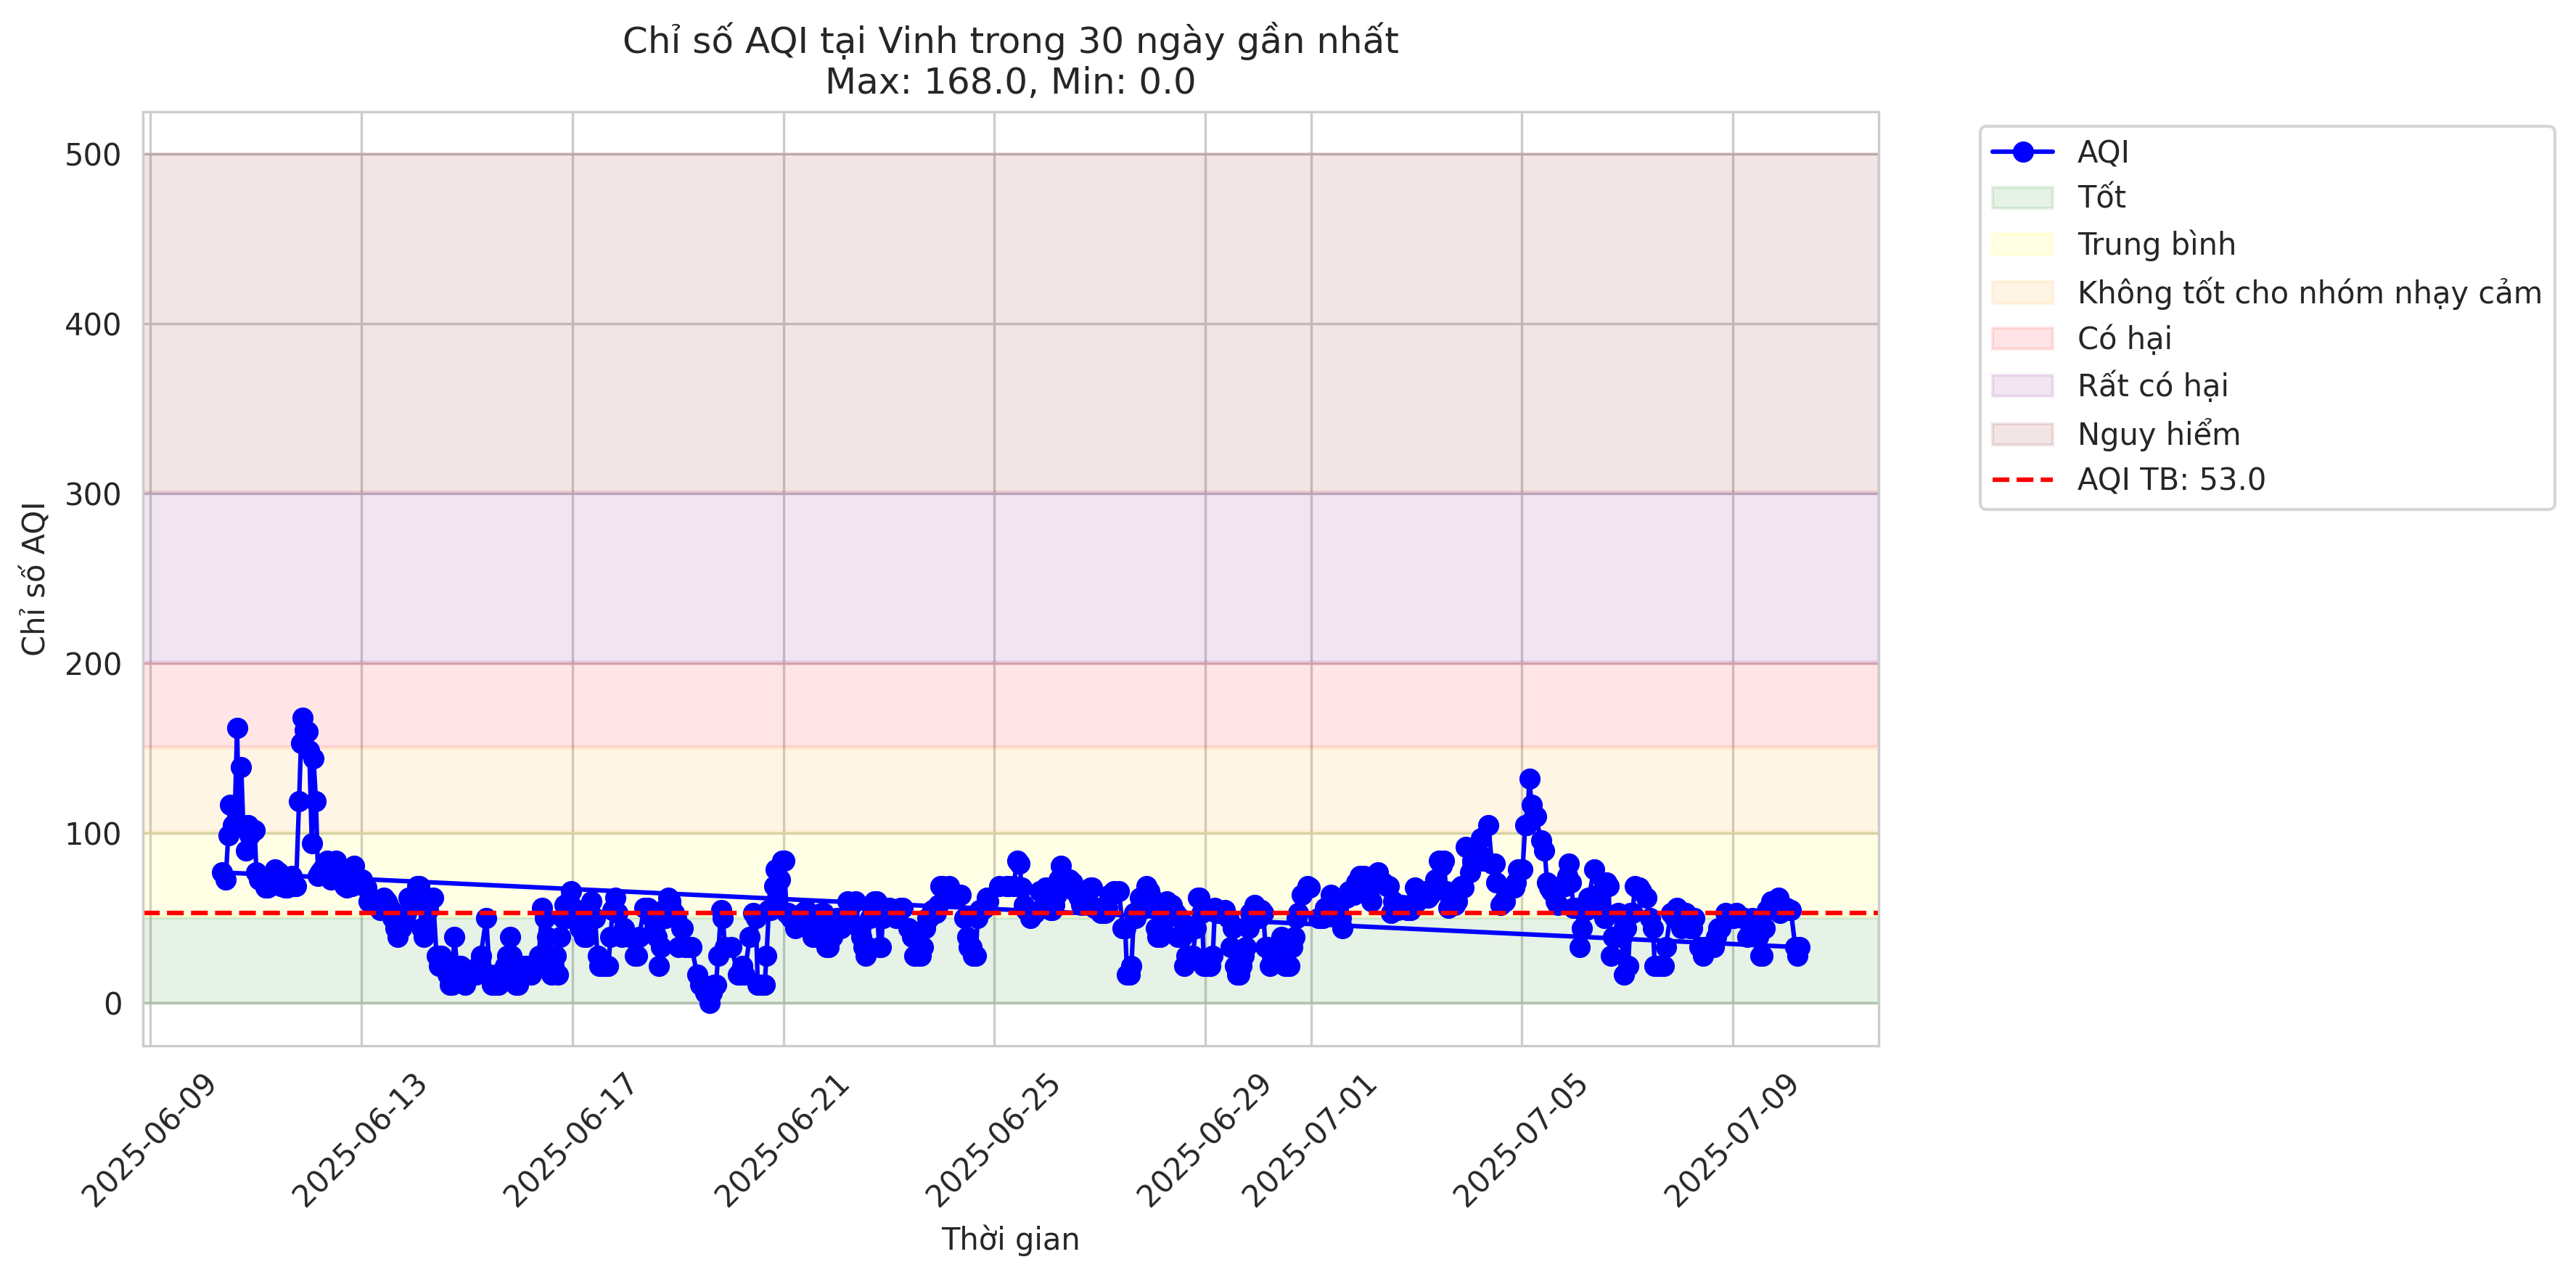 Chỉ số AQI tại Vinh trong 30 ngày gần nhất
Max: 168.0, Min: 0.0
Chỉ số AQI
500
400
300
200
100
0
2025-06-09
2025-06-13
2025-06-17
2025-06-21
2025-06-25
2025-06-29
2025-07-01
2025-07-05
2025-07-09
Thời gian
AQI
Tốt
Trung bình
Không tốt cho nhóm nhạy cảm
Có hại
Rất có hại
Nguy hiểm
AQI TB: 53.0